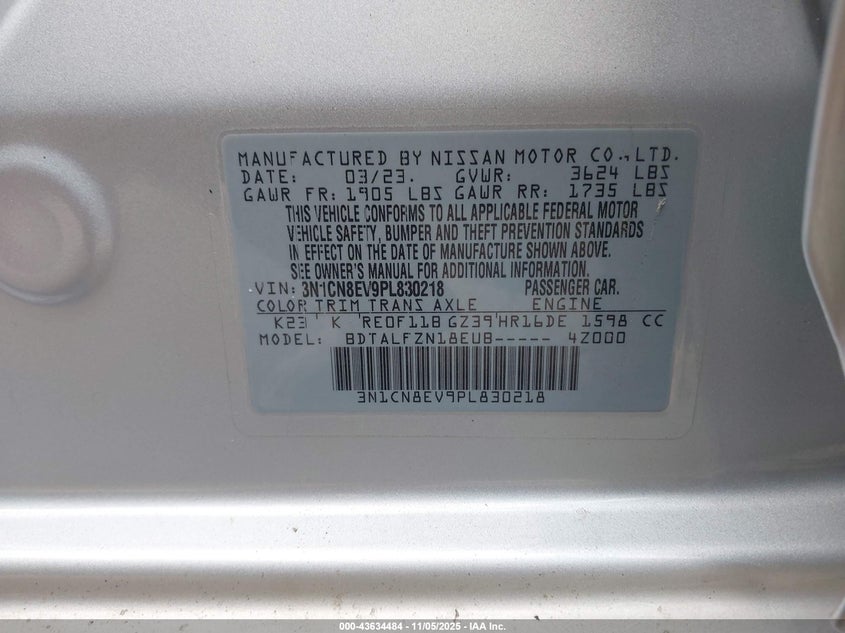 MANUFACTURED BY NISSAN MOTOR CO., LTD.
DATE: 03/23. GVWR: 3624 LBS
GAWR FR: 1905 LBS GAWR RR: 1735 LBS
THIS VEHICLE CONFORMS TO ALL APPLICABLE FEDERAL MOTOR
VEHICLE SAFETY, BUMPER AND THEFT PREVENTION STANDARDS
IN EFFECT ON THE DATE OF MANUFACTURE SHOWN ABOVE.
SEE OWNER'S MANUAL FOR ADDITIONAL INFORMATION.
VIN: 3N1CN8EV9PL830218 PASSENGER CAR.
COLOR TRIM TRANS AXLE ENGINE
K23 K RE0F11B GZ39 HR16DE 1598 CC
MODEL: BDTALFZN18EUB----- 4Z000
3N1CN8EV9PL830218
000-43634484 - 11/05/2025 - IAA Inc.